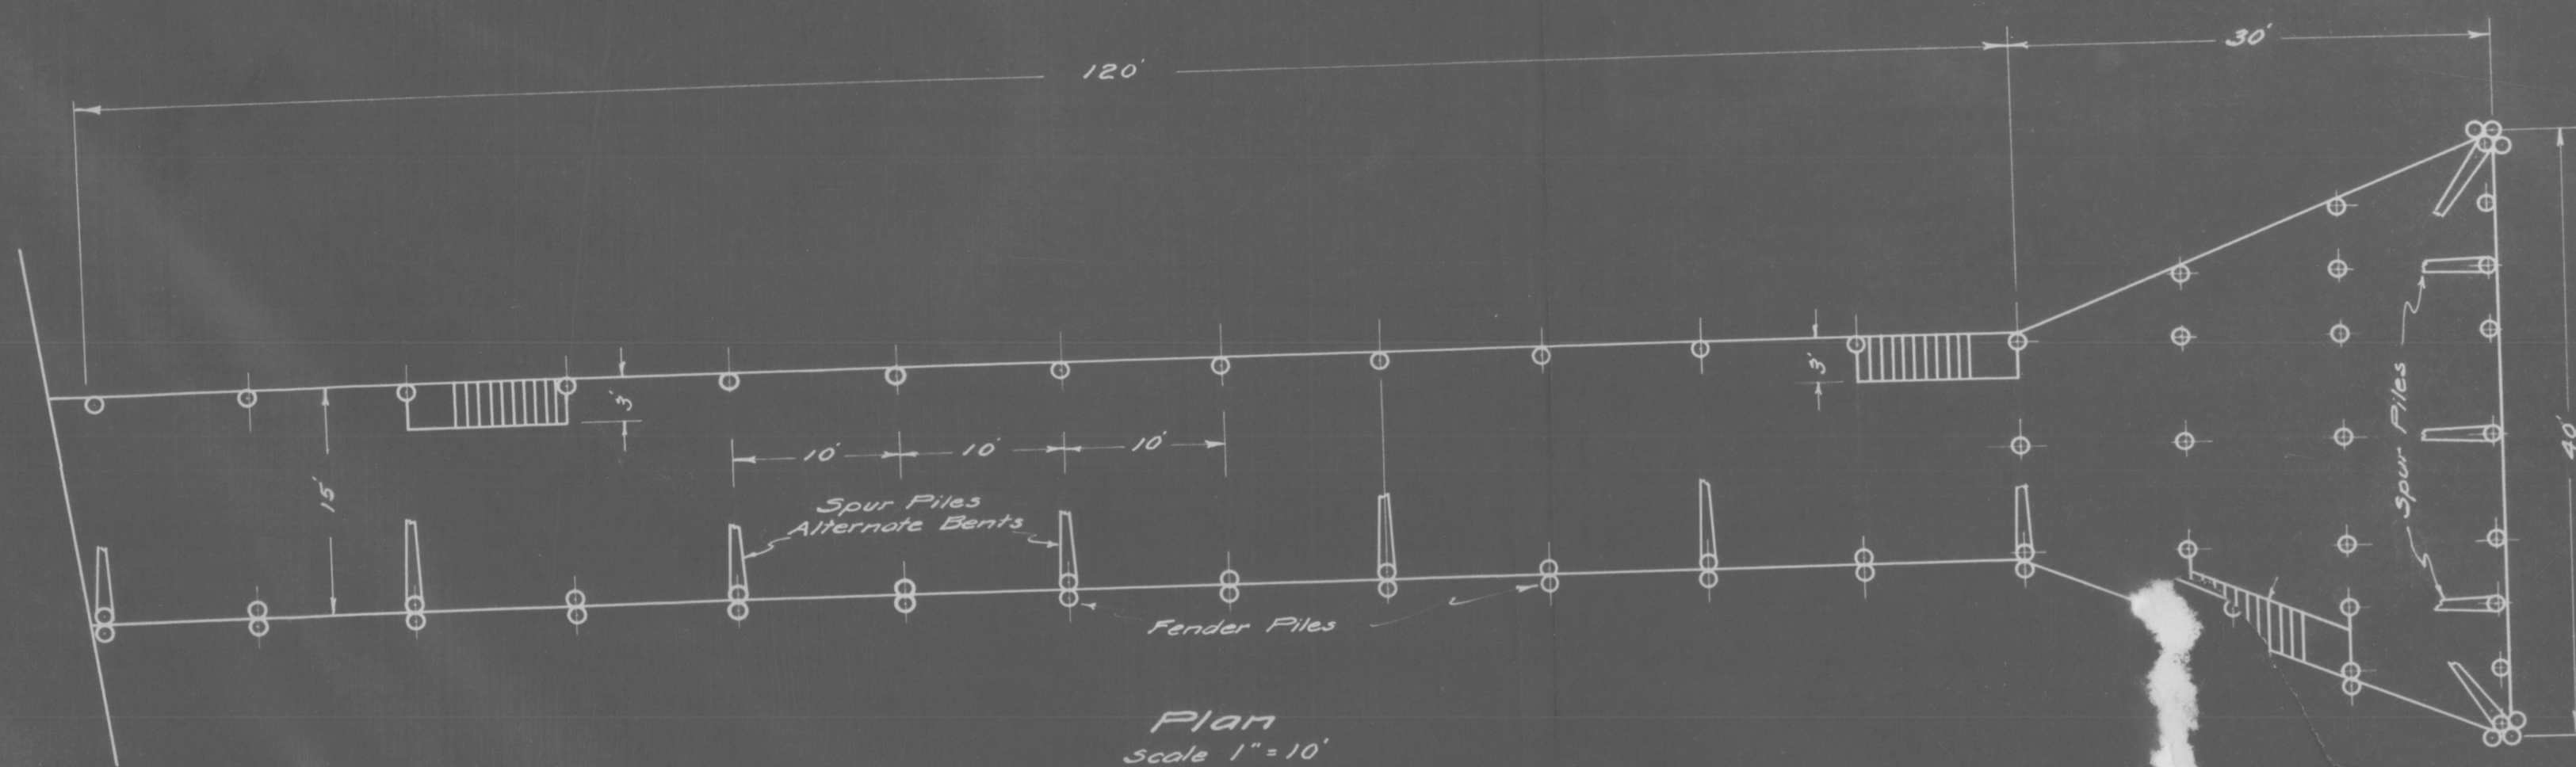 120'
30'
3'
3'
10'
10'
10'
15'
Spur Piles
Alternate Bents
Spur Piles
40'
Fender Piles
Plan
Scale 1" = 10'